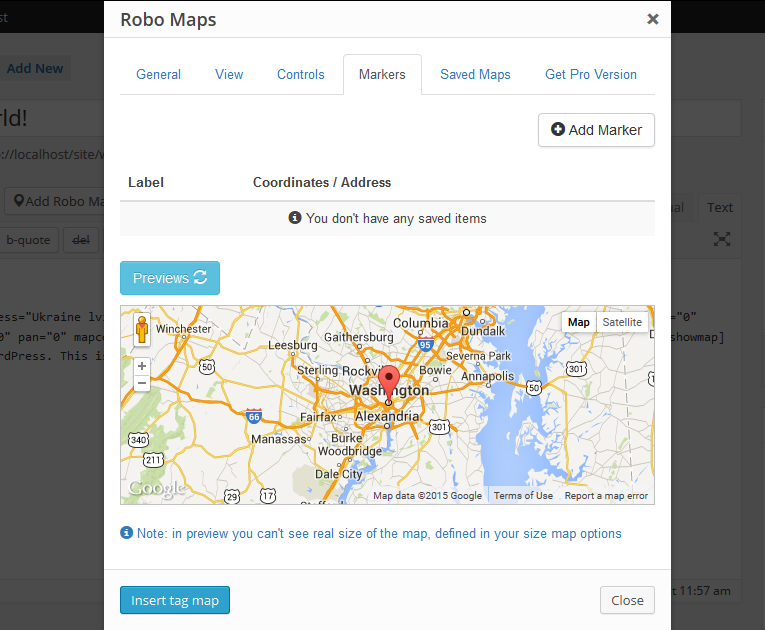 st
Robo Maps ×
Add New
General View Controls Markers Saved Maps Get Pro Version
rld!
Add Marker
://localhost/site/w
Label Coordinates / Address
Add Robo Ma
ual Text
You don't have any saved items
b-quote del
Previews
ress="Ukraine lvi
="0"
0" pan="0" mapco
showmap]
rdPress. This is
Map Satellite
Winchester
Columbia
Dundalk
Gaithersburg
Leesburg
95
Severna Park
50
Sterling
Rockvil
Bowie
Annapolis
301
Washington
50
66
Fairfax
Alexandria
301
340
Manassas
Burke
211
Woodbridge
Dale City
29
17
Google
Map data ©2015 Google Terms of Use Report a map error
Note: in preview you can't see real size of the map, defined in your size map options
t 11:57 am
Insert tag map Close